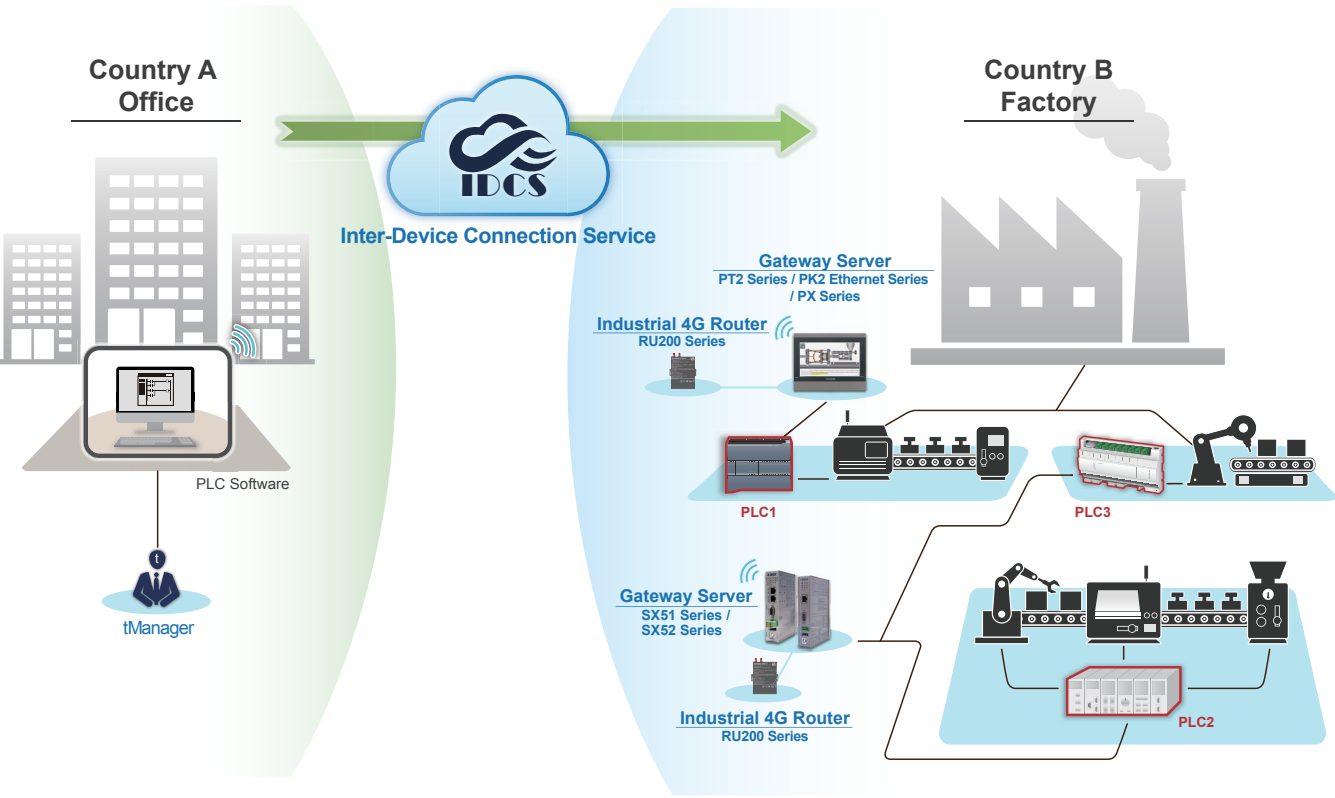 Country A
Office
IDCS
Inter-Device Connection Service
Country B
Factory
Gateway Server
PT2 Series / PK2 Ethernet Series
/ PX Series
Industrial 4G Router
RU200 Series
PLC Software
t
tManager
PLC1
PLC3
Gateway Server
SX51 Series /
SX52 Series
Industrial 4G Router
RU200 Series
PLC2